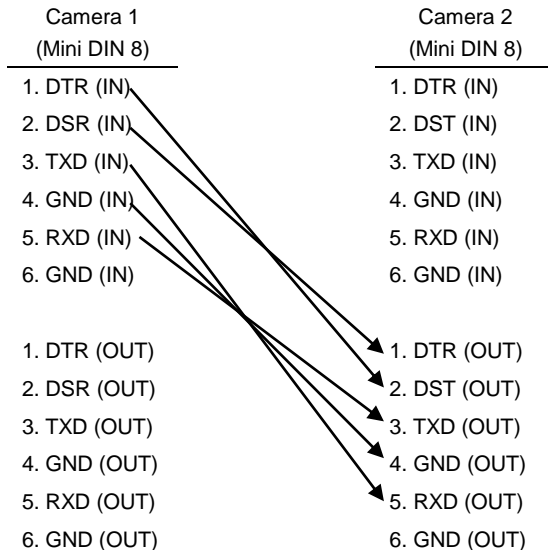 Camera 1
(Mini DIN 8)
1. DTR (IN)
2. DSR (IN)
3. TXD (IN)
4. GND (IN)
5. RXD (IN)
6. GND (IN)
1. DTR (OUT)
2. DSR (OUT)
3. TXD (OUT)
4. GND (OUT)
5. RXD (OUT)
6. GND (OUT)
Camera 2
(Mini DIN 8)
1. DTR (IN)
2. DST (IN)
3. TXD (IN)
4. GND (IN)
5. RXD (IN)
6. GND (IN)
1. DTR (OUT)
2. DST (OUT)
3. TXD (OUT)
4. GND (OUT)
5. RXD (OUT)
6. GND (OUT)